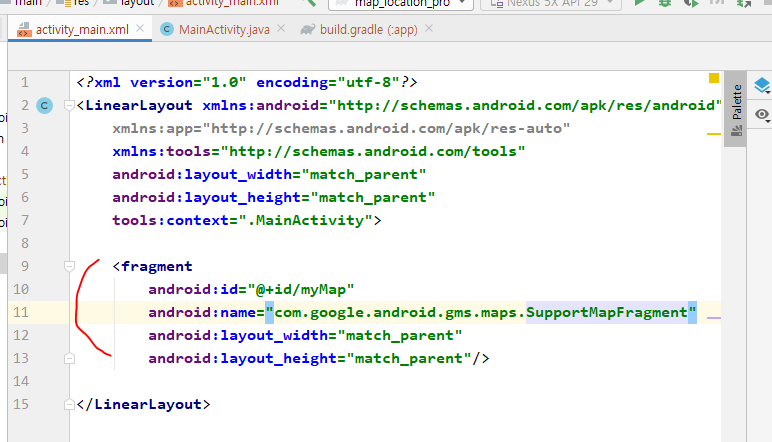 main res layout activity_main.xml map_location_pro Nexus 5X API 29
activity_main.xml MainActivity.java build.gradle (:app)
1 <?xml version="1.0" encoding="utf-8"?>
2 <LinearLayout xmlns:android="http://schemas.android.com/apk/res/android"
3 xmlns:app="http://schemas.android.com/apk/res-auto"
4 xmlns:tools="http://schemas.android.com/tools"
5 android:layout_width="match_parent"
6 android:layout_height="match_parent"
7 tools:context=".MainActivity">
8
9 <fragment
10 android:id="@+id/myMap"
11 android:name="com.google.android.gms.maps.SupportMapFragment"
12 android:layout_width="match_parent"
13 android:layout_height="match_parent"/>
14
15 </LinearLayout>
Palette